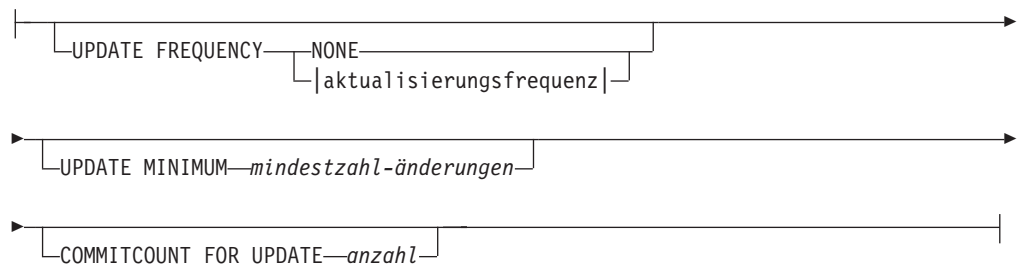 UPDATE FREQUENCY NONE
|aktualisierungsfrequenz|
UPDATE MINIMUM mindestzahl-änderungen
COMMITCOUNT FOR UPDATE anzahl